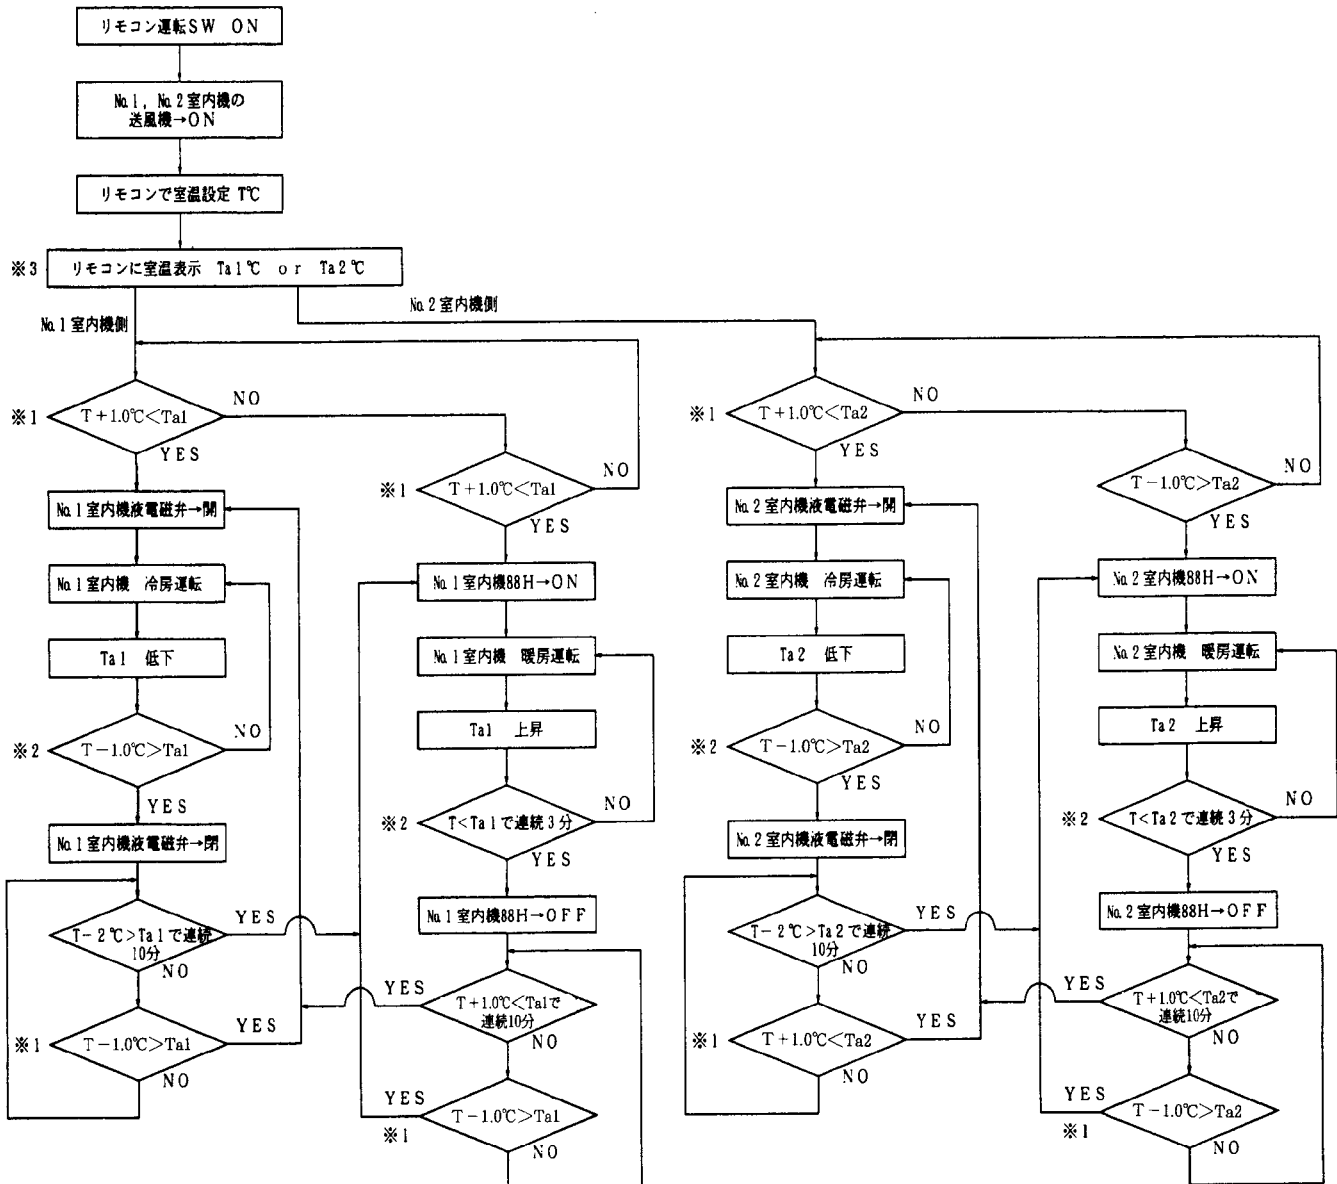 リモコン運転SW ON
No.1，No.2室内機の
送風機→ON
リモコンで室温設定 T℃
※3
リモコンに室温表示 Ta1℃ or Ta2℃
No.1室内機側
No.2室内機側
※1
T+1.0℃<Ta1
NO
YES
※1
T+1.0℃<Ta1
NO
YES
No.1室内機液電磁弁→開
No.1室内機 冷房運転
Ta1 低下
※2
T-1.0℃>Ta1
NO
YES
No.1室内機液電磁弁→閉
T-2℃>Ta1で連続
10分
YES
NO
※1
T-1.0℃>Ta1
YES
NO
No.1室内機88H→ON
No.1室内機 暖房運転
Ta1 上昇
※2
T<Ta1で連続3分
NO
YES
No.1室内機88H→OFF
YES
T+1.0℃<Ta1で
連続10分
NO
YES
T-1.0℃>Ta1
※1
NO
※1
T+1.0℃<Ta2
NO
YES
T-1.0℃>Ta2
NO
YES
No.2室内機液電磁弁→開
No.2室内機 冷房運転
Ta2 低下
※2
T-1.0℃>Ta2
NO
YES
No.2室内機液電磁弁→閉
T-2℃>Ta2で連続
10分
YES
NO
※1
T+1.0℃<Ta2
YES
NO
No.2室内機88H→ON
No.2室内機 暖房運転
Ta2 上昇
※2
T<Ta2で連続3分
NO
YES
No.2室内機88H→OFF
YES
T+1.0℃<Ta2で
連続10分
NO
YES
T-1.0℃>Ta2
※1
NO